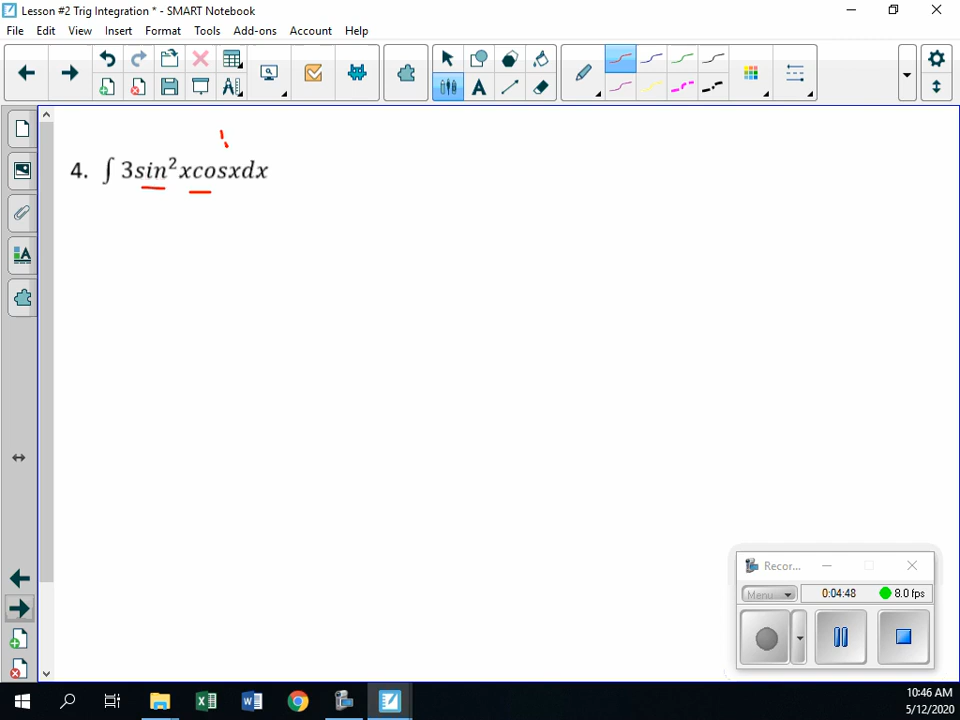 Lesson #2 Trig Integration * - SMART Notebook
File Edit View Insert Format Tools Add-ons Account Help
4. ∫ 3sin²xcosxdx
Recor...
Menu 0:04:48 8.0 fps
10:46 AM
5/12/2020